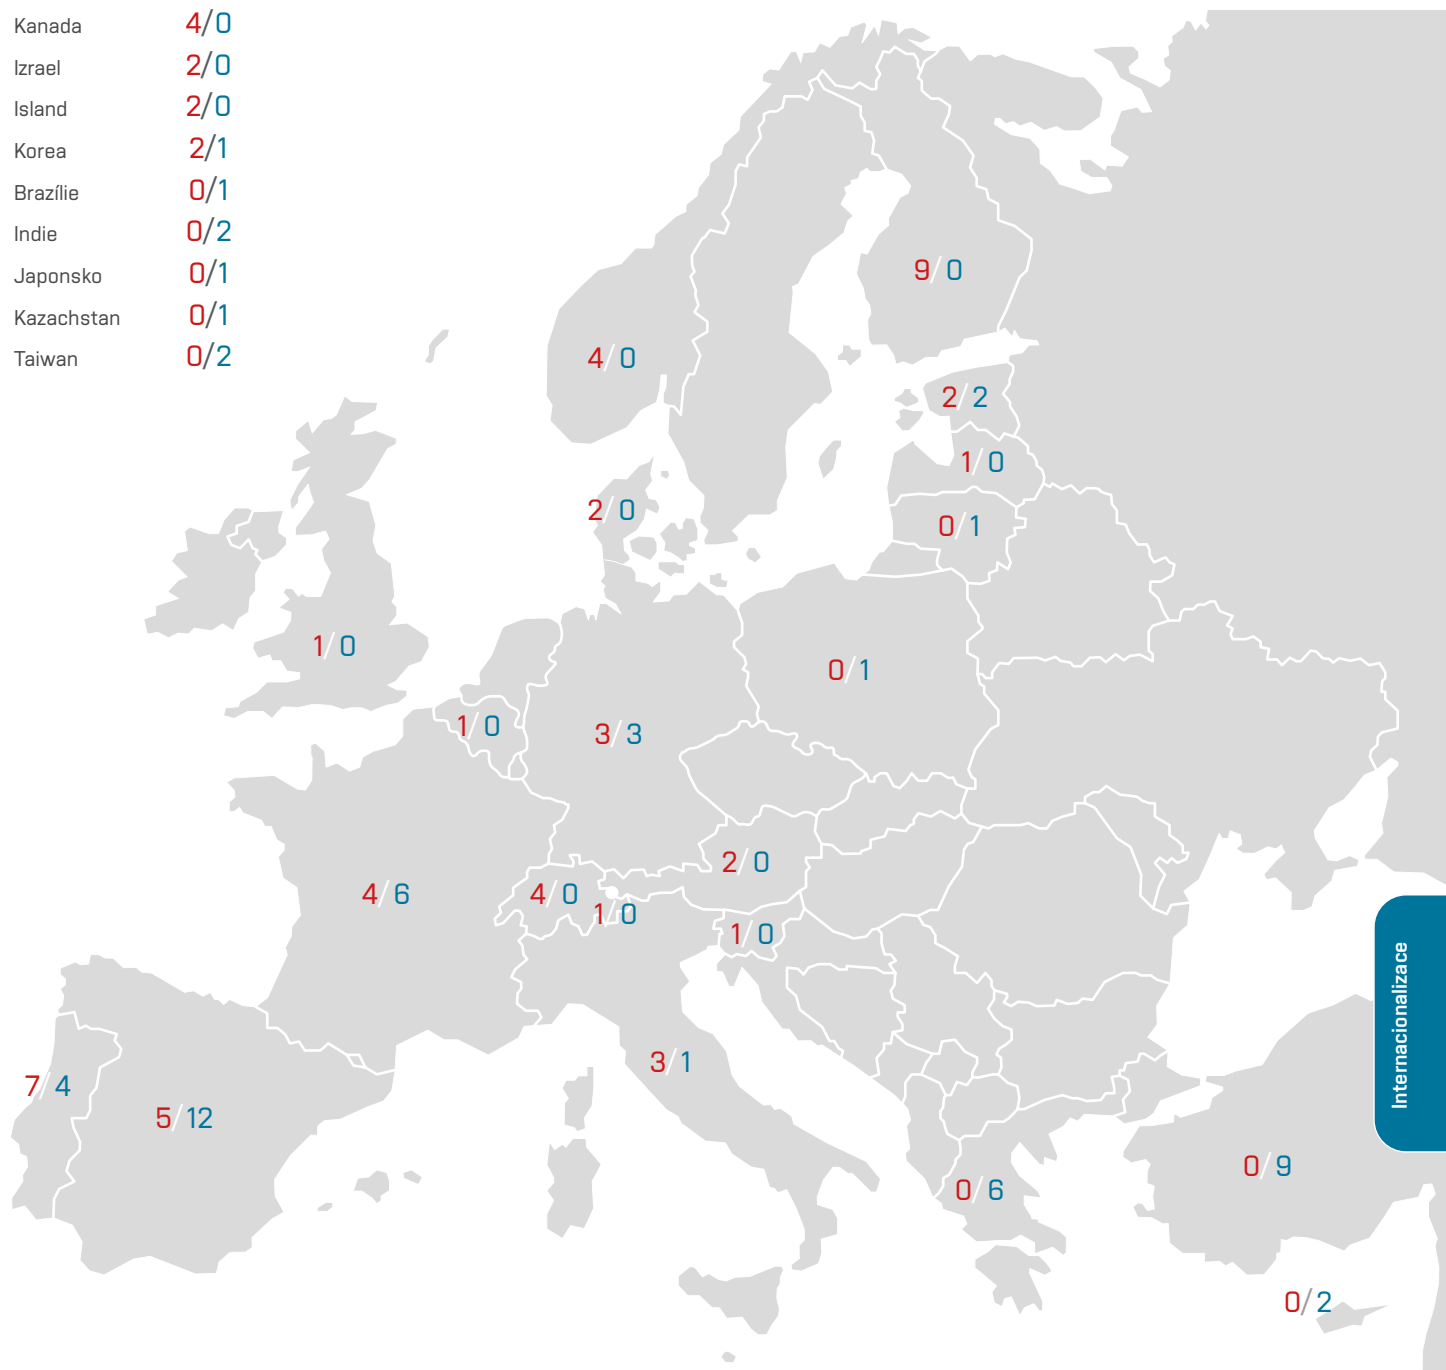 Kanada 4/0
Izrael 2/0
Island 2/0
Korea 2/1
Brazílie 0/1
Indie 0/2
Japonsko 0/1
Kazachstan 0/1
Taiwan 0/2
9/0
4/0
2/2
1/0
2/0
0/1
1/0
0/1
1/0
3/3
2/0
4/6
4/0
1/0
1/0
Internacionalizace
3/1
7/4
5/12
0/9
0/6
0/2